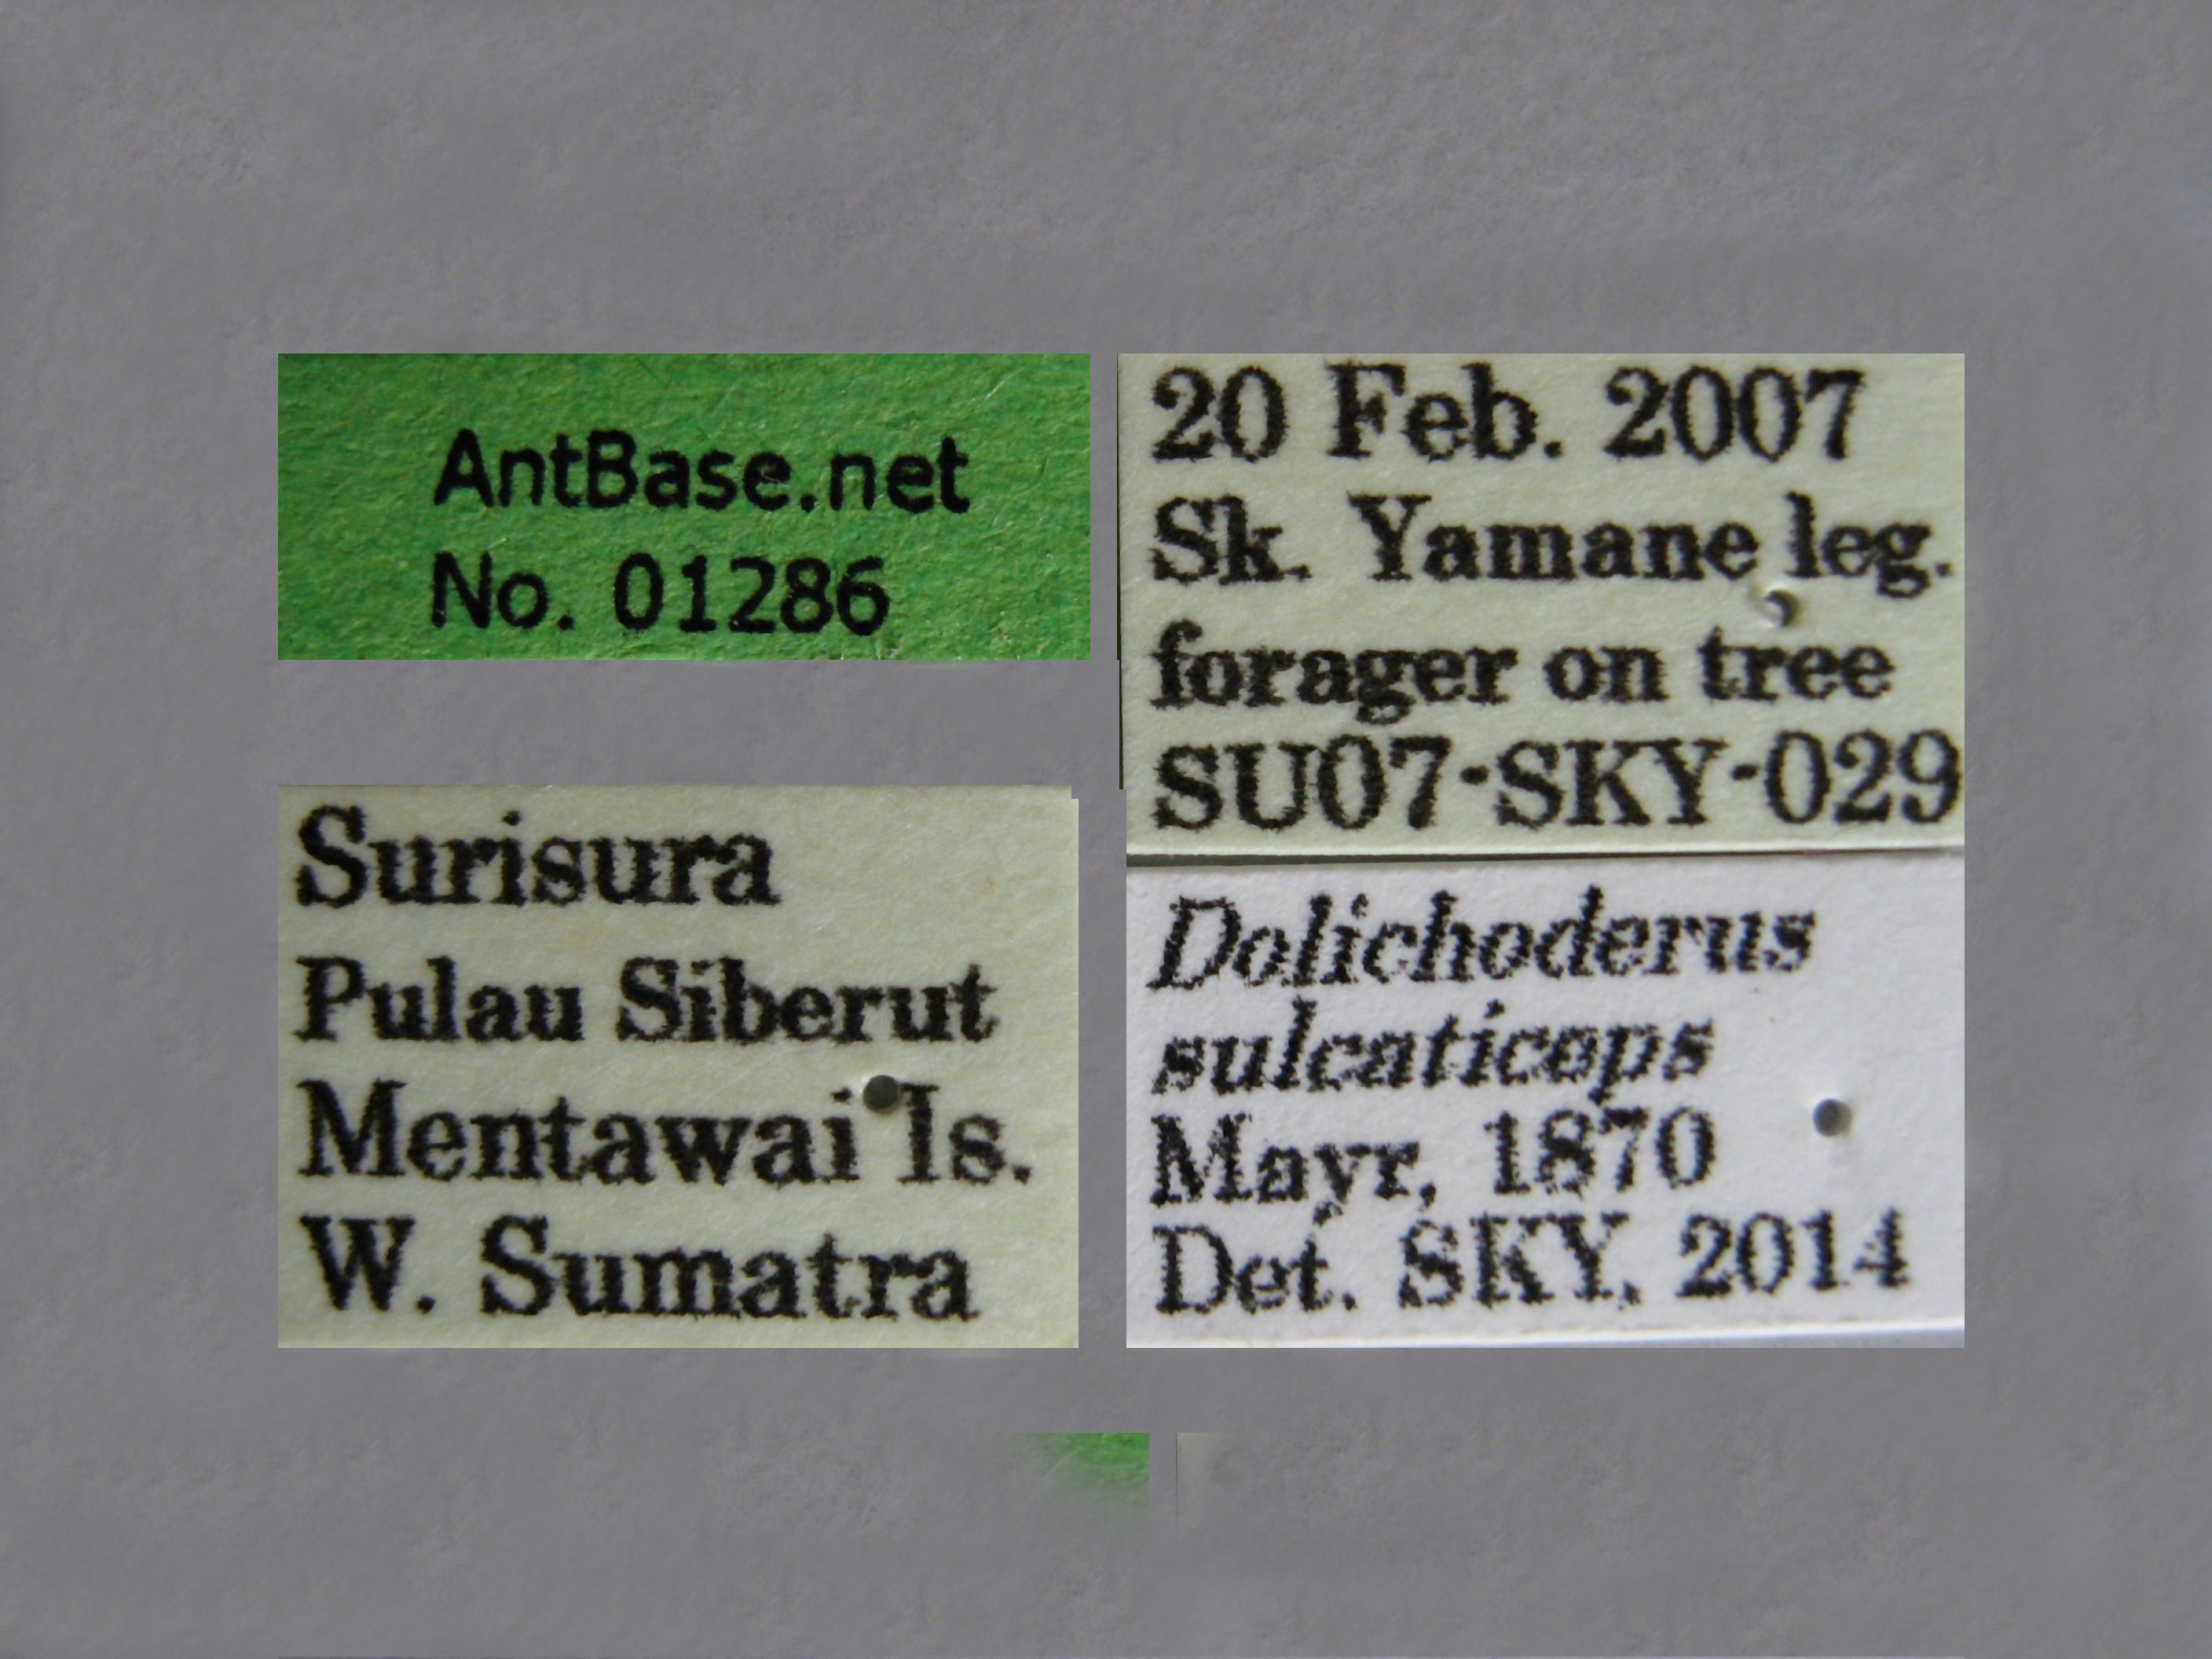 AntBase.net
No. 01286
Surisura
Pulau Siberut
Mentawai Is.
W. Sumatra
20 Feb. 2007
Sk. Yamane leg.
forager on tree
SU07-SKY-029
Dolichoderus
sulcaticeps
Mayr, 1870
Det. SKY, 2014